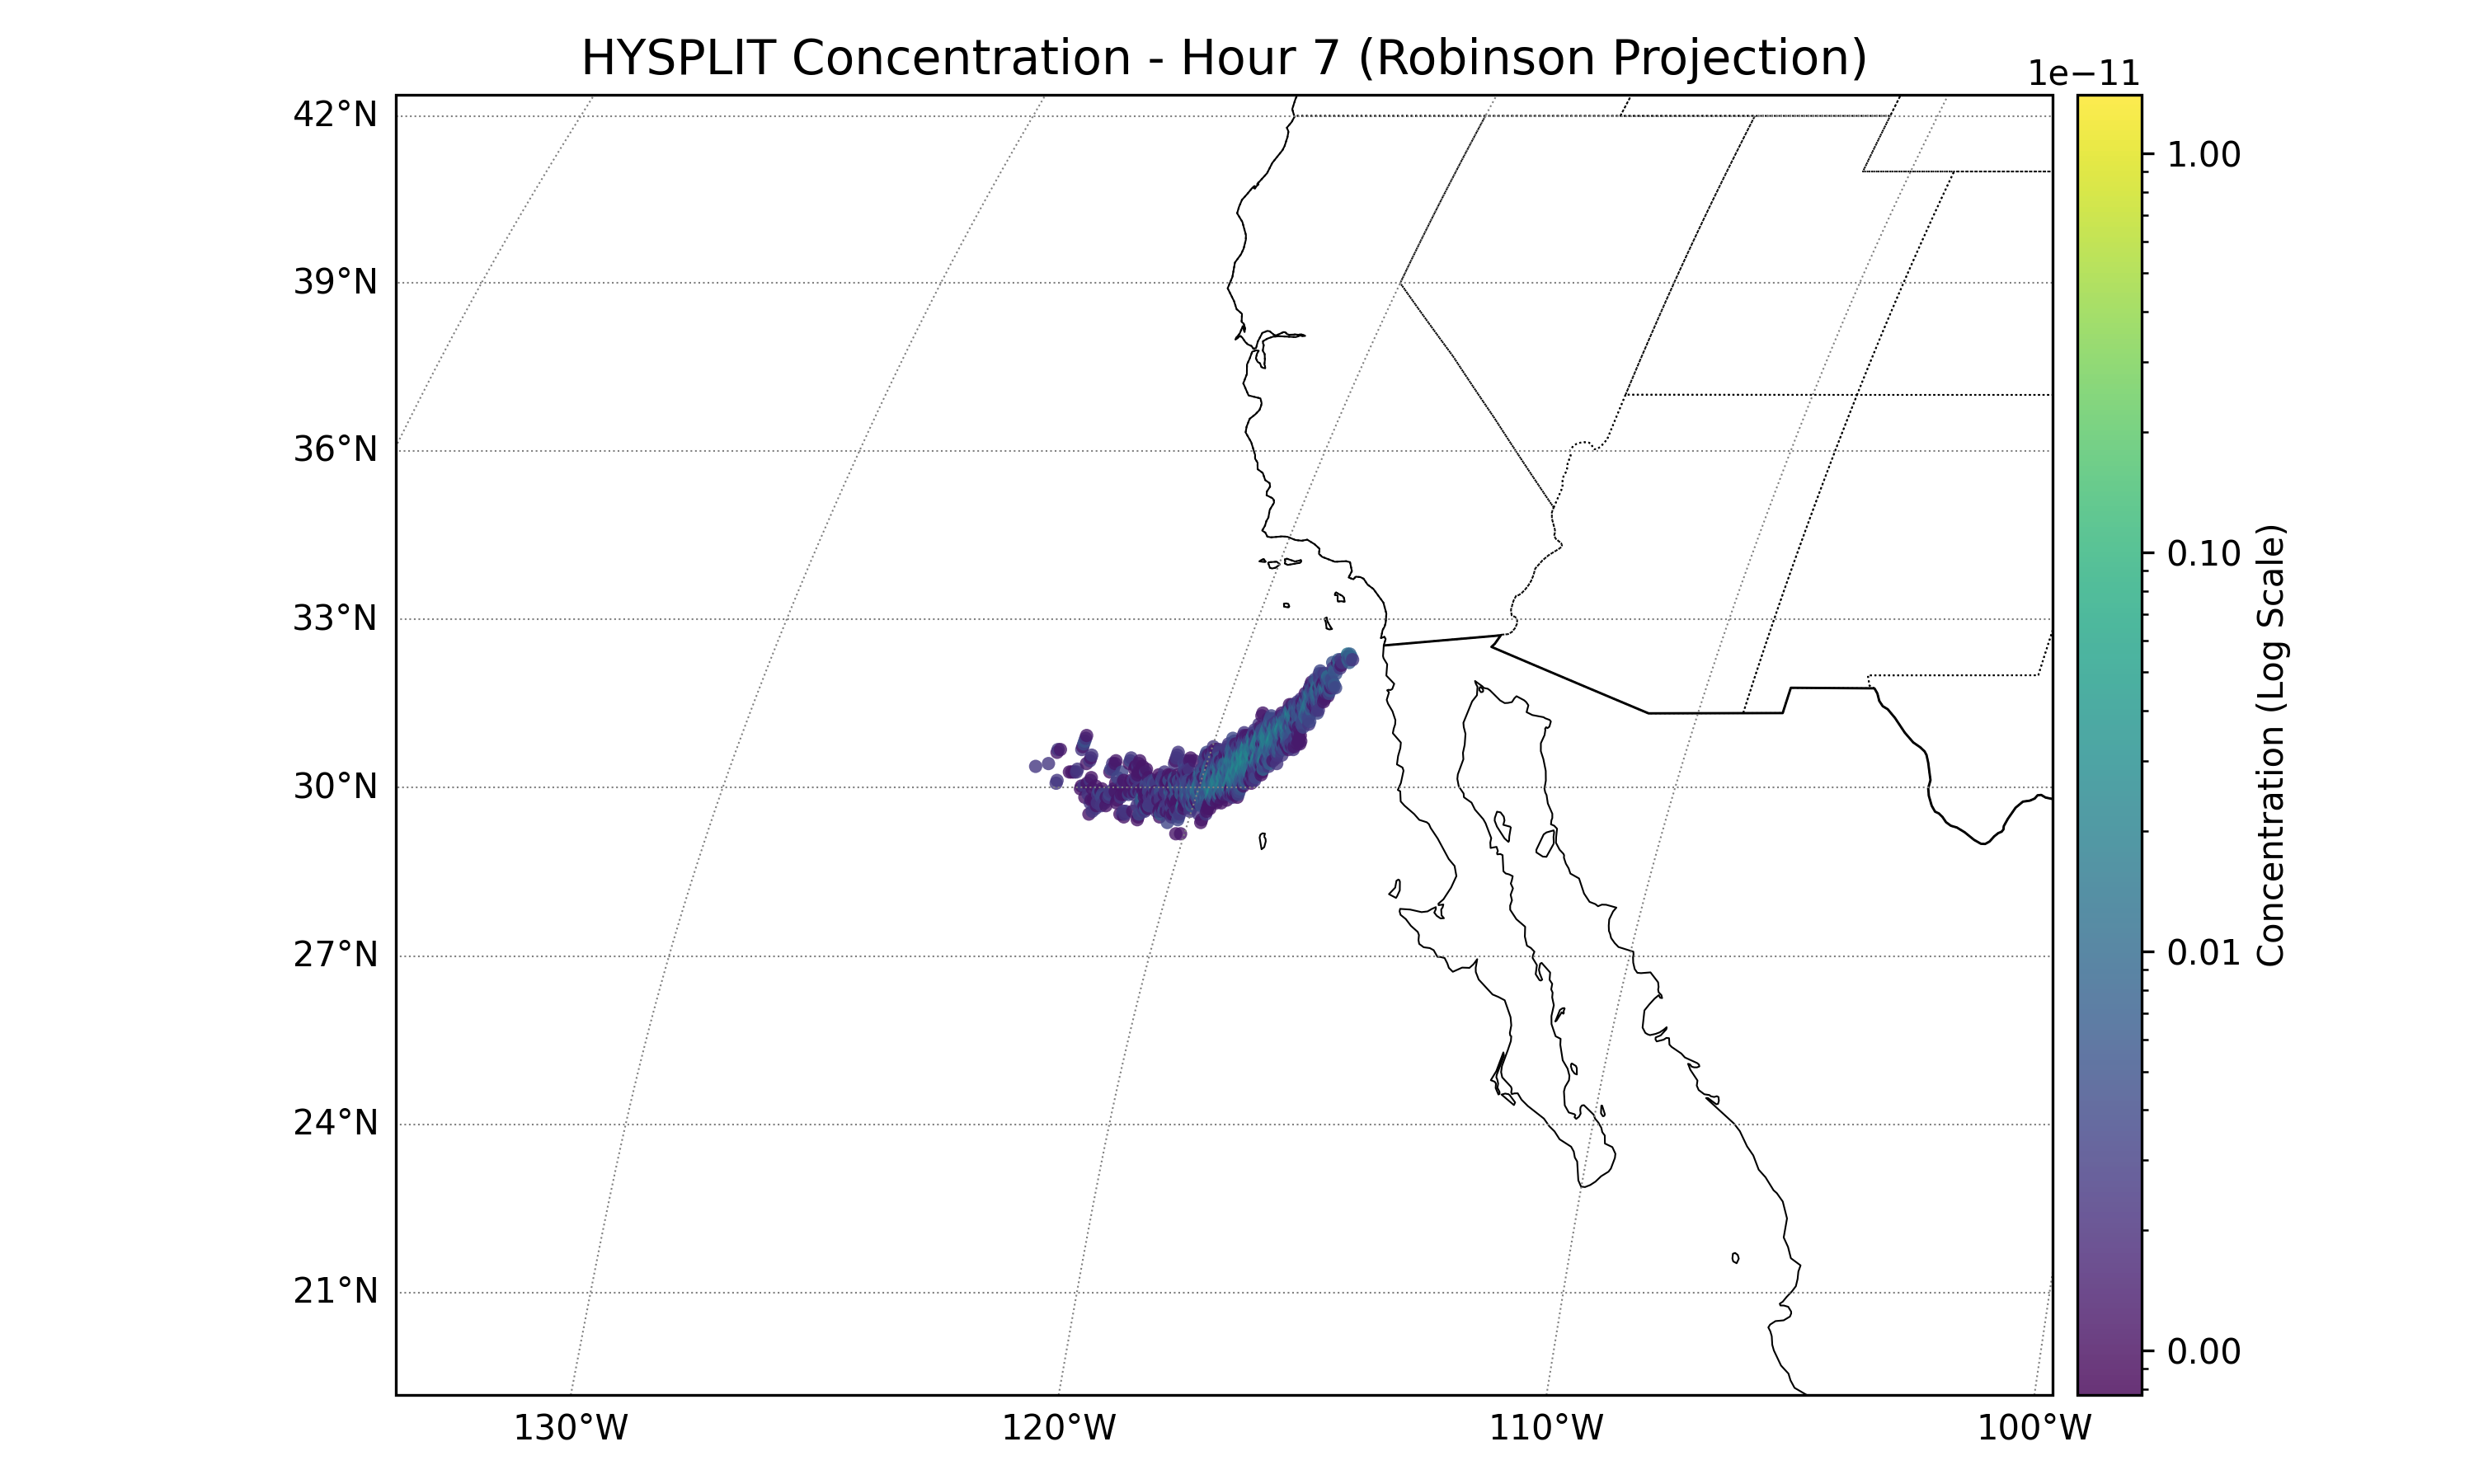 HYSPLIT Concentration - Hour 7 (Robinson Projection)
1e−11
42°N
39°N
36°N
33°N
30°N
27°N
24°N
21°N
130°W
120°W
110°W
100°W
1.00
0.10
0.01
0.00
Concentration (Log Scale)